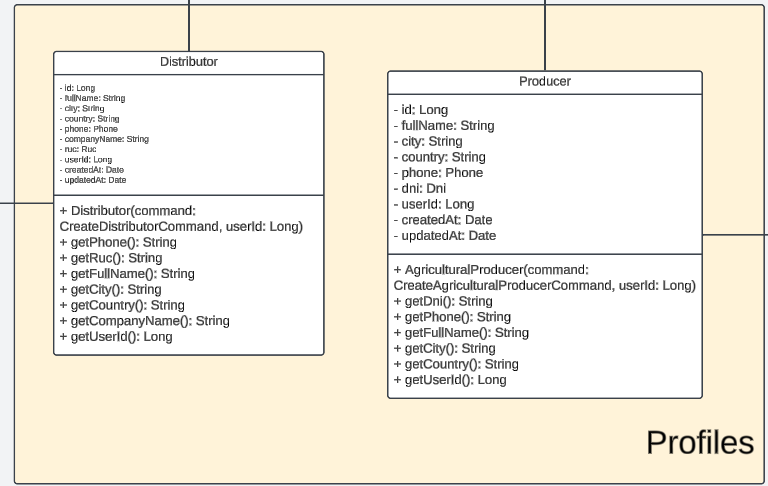 Distributor
- id: Long
- fullName: String
- city: String
- country: String
- phone: Phone
- companyName: String
- ruc: Ruc
- userId: Long
- createdAt: Date
- updatedAt: Date
+ Distributor(command:
CreateDistributorCommand, userId: Long)
+ getPhone(): String
+ getRuc(): String
+ getFullName(): String
+ getCity(): String
+ getCountry(): String
+ getCompanyName(): String
+ getUserId(): Long
Producer
- id: Long
- fullName: String
- city: String
- country: String
- phone: Phone
- dni: Dni
- userId: Long
- createdAt: Date
- updatedAt: Date
+ AgriculturalProducer(command:
CreateAgriculturalProducerCommand, userId: Long)
+ getDni(): String
+ getPhone(): String
+ getFullName(): String
+ getCity(): String
+ getCountry(): String
+ getUserId(): Long
Profiles